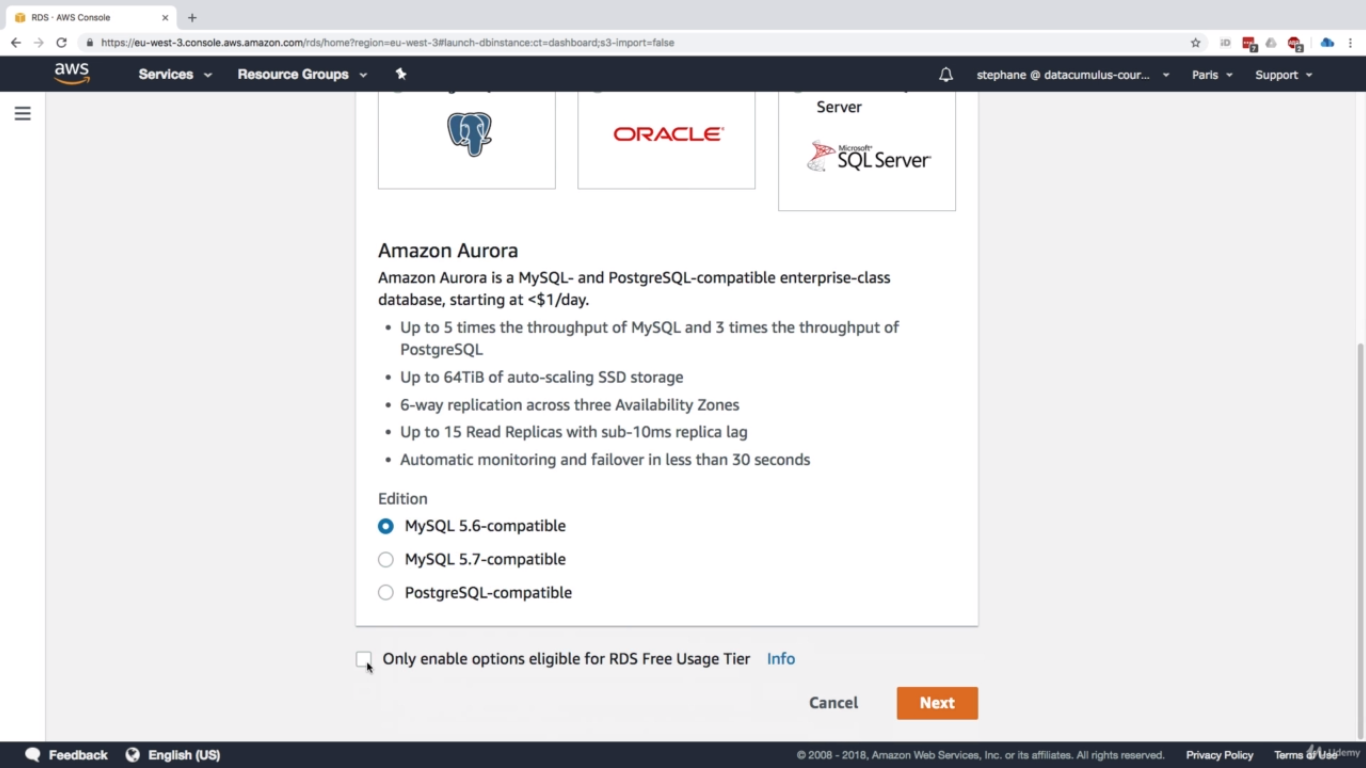 RDS · AWS Console
https://eu-west-3.console.aws.amazon.com/rds/home?region=eu-west-3#launch-dbinstance:ct=dashboard;s3-import=false
aws
Services
Resource Groups
stephane @ datacumulus-cour...
Paris
Support
Server
ORACLE
Microsoft
SQL Server
Amazon Aurora
Amazon Aurora is a MySQL- and PostgreSQL-compatible enterprise-class
database, starting at <$1/day.
• Up to 5 times the throughput of MySQL and 3 times the throughput of
PostgreSQL
• Up to 64TiB of auto-scaling SSD storage
• 6-way replication across three Availability Zones
• Up to 15 Read Replicas with sub-10ms replica lag
• Automatic monitoring and failover in less than 30 seconds
Edition
MySQL 5.6-compatible
MySQL 5.7-compatible
PostgreSQL-compatible
Only enable options eligible for RDS Free Usage Tier Info
Cancel
Next
Feedback
English (US)
© 2008 - 2018, Amazon Web Services, Inc. or its affiliates. All rights reserved.
Privacy Policy
Terms of Use
Udemy